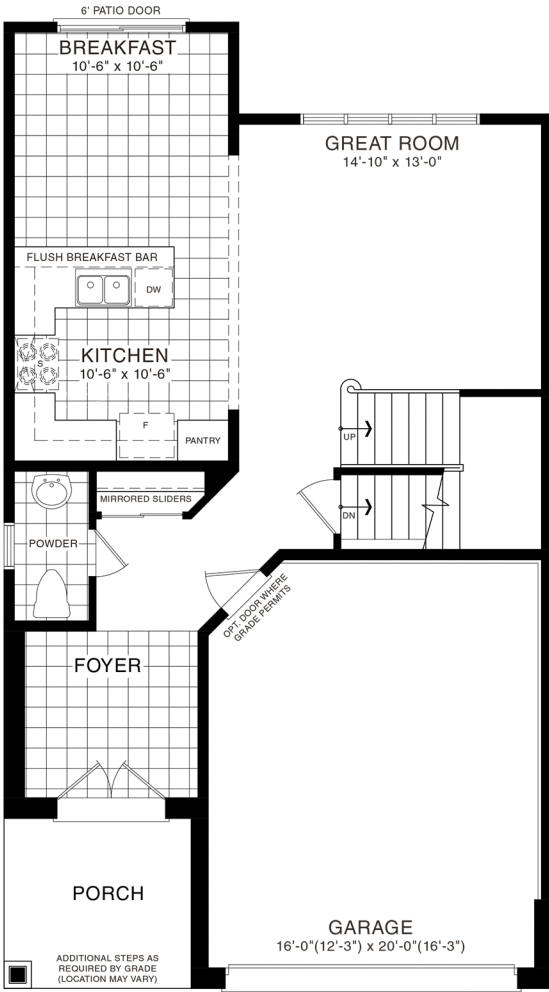 6' PATIO DOOR
BREAKFAST
10'-6" x 10'-6"
GREAT ROOM
14'-10" x 13'-0"
FLUSH BREAKFAST BAR
DW
KITCHEN
10'-6" x 10'-6"
S
F
PANTRY
UP
MIRRORED SLIDERS
DN
POWDER
OPT. DOOR WHERE
GRADE PERMITS
FOYER
PORCH
GARAGE
16'-0"(12'-3") x 20'-0"(16'-3")
ADDITIONAL STEPS AS
REQUIRED BY GRADE
(LOCATION MAY VARY)